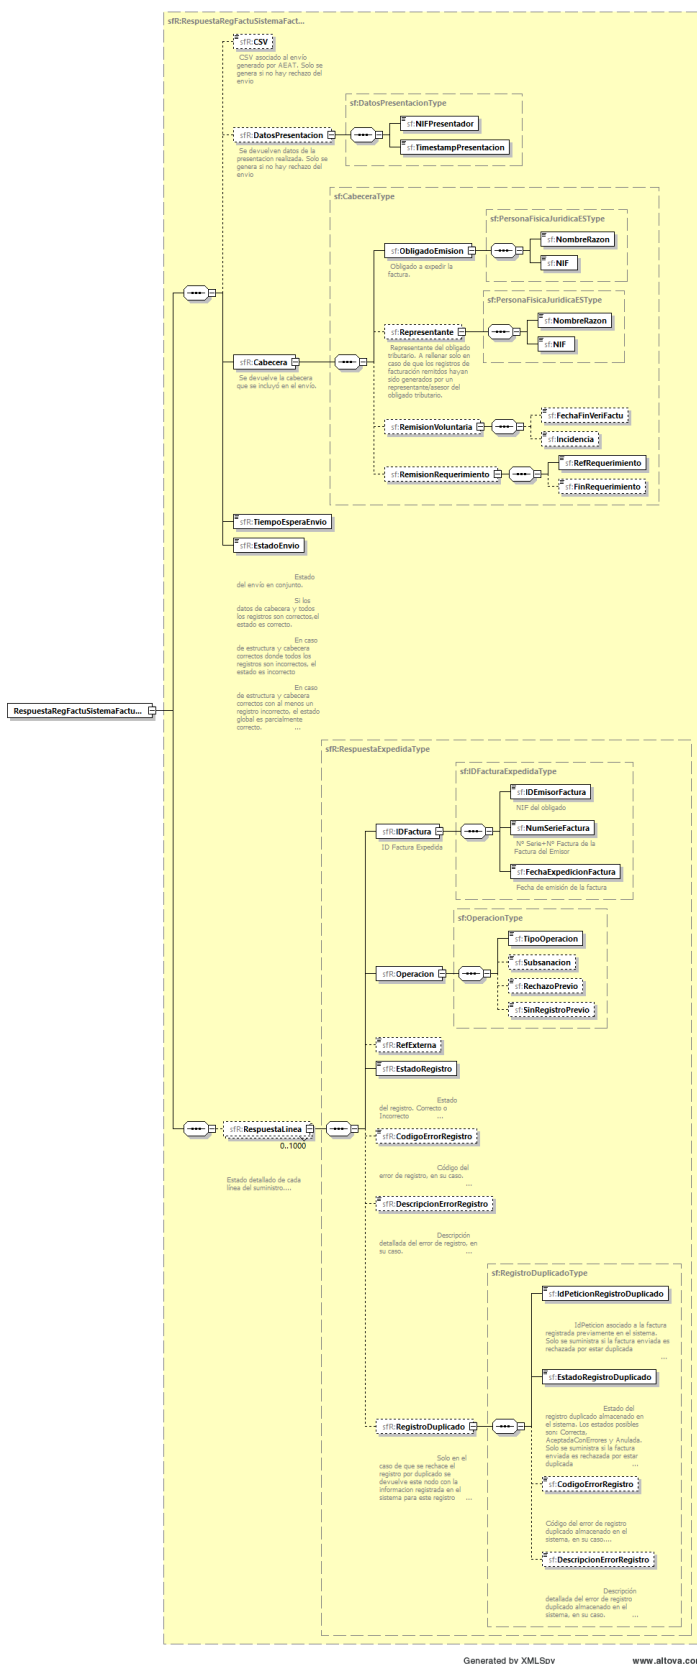 sfR:RespuestaRegFactuSistemaFact...
sfR:CSV
CSV asociado al envío
generado por AEAT. Solo se
genera si no hay rechazo del
envio
sf:DatosPresentacionType
sf:NIFPresentador
sfR:DatosPresentacion
sf:TimestampPresentacion
Se devuelven datos de la
presentacion realizada. Solo se
genera si no hay rechazo del
envio
sf:CabeceraType
sf:PersonaFisicaJuridicaESType
sf:NombreRazon
sf:ObligadoEmision
sf:NIF
Obligado a expedir la
factura.
sf:PersonaFisicaJuridicaESType
sf:NombreRazon
sf:Representante
sf:NIF
Representante del obligado
tributario. A rellenar solo en
caso de que los registros de
facturación remitdos hayan
sido generados por un
representante/asesor del
obligado tributario.
sfR:Cabecera
Se devuelve la cabecera
que se incluyó en el envío.
sf:FechaFinVeriFactu
sf:RemisionVoluntaria
sf:Incidencia
sf:RefRequerimiento
sf:RemisionRequerimiento
sf:FinRequerimiento
sfR:TiempoEsperaEnvio
sfR:EstadoEnvio
Estado
del envío en conjunto.
Si los
datos de cabecera y todos
los registros son correctos,el
estado es correcto.
En caso
de estructura y cabecera
correctos donde todos los
registros son incorrectos, el
estado es incorrecto
En caso
de estructura y cabecera
correctos con al menos un
registro incorrecto, el estado
global es parcialmente
correcto. ...
RespuestaRegFactuSistemaFactu...
sfR:RespuestaExpedidaType
sf:IDFacturaExpedidaType
sf:IDEmisorFactura
NIF del obligado
sfR:IDFactura
ID Factura Expedida
sf:NumSerieFactura
Nº Serie+Nº Factura de la
Factura del Emisor
sf:FechaExpedicionFactura
Fecha de emisión de la factura
sf:OperacionType
sf:TipoOperacion
sf:Subsanacion
sfR:Operacion
sf:RechazoPrevio
sf:SinRegistroPrevio
sfR:RefExterna
sfR:EstadoRegistro
Estado
del registro. Correcto o
Incorrecto ...
sfR:RespuestaLinea
0..1000
Estado detallado de cada
línea del suministro....
sfR:CodigoErrorRegistro
Código del
error de registro, en su caso.
...
sfR:DescripcionErrorRegistro
Descripción
detallada del error de registro, en
su caso. ...
sf:RegistroDuplicadoType
sf:IdPeticionRegistroDuplicado
IdPeticion asociado a la factura
registrada previamente en el sistema.
Solo se suministra si la factura enviada es
rechazada por estar duplicada
...
sf:EstadoRegistroDuplicado
Estado del
registro duplicado almacenado en
el sistema. Los estados posibles
son: Correcta,
AceptadaConErrores y Anulada.
Solo se suministra si la factura
enviada es rechazada por estar
duplicada ...
sfR:RegistroDuplicado
Solo en el
caso de que se rechace el
registro por duplicado se
devuelve este nodo con la
informacion registrada en el
sistema para este registro ...
sf:CodigoErrorRegistro
Código del error de registro
duplicado almacenado en el
sistema, en su caso....
sf:DescripcionErrorRegistro
Descripción
detallada del error de registro
duplicado almacenado en el
sistema, en su caso. ...
Generated by XMLSpy
www.altova.com